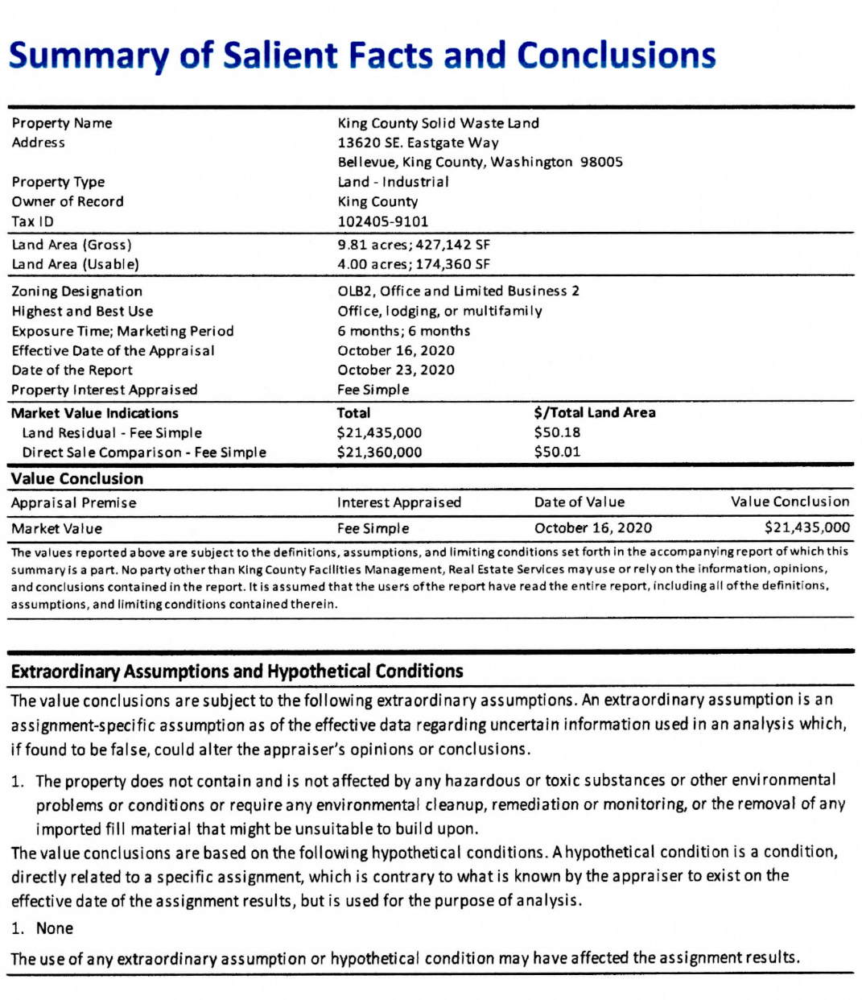 Summary of Salient Facts and Conclusions
Property Name King County Solid Waste Land
Address 13620 SE. Eastgate Way
Bellevue, King County, Washington 98005
Property Type Land - Industrial
Owner of Record King County
Tax ID 102405-9101
Land Area (Gross) 9.81 acres; 427,142 SF
Land Area (Usable) 4.00 acres; 174,360 SF
Zoning Designation OLB2, Office and Limited Business 2
Highest and Best Use Office, lodging, or multifamily
Exposure Time; Marketing Period 6 months; 6 months
Effective Date of the Appraisal October 16, 2020
Date of the Report October 23, 2020
Property Interest Appraised Fee Simple
Market Value Indications Total $/Total Land Area
Land Residual - Fee Simple $21,435,000 $50.18
Direct Sale Comparison - Fee Simple $21,360,000 $50.01
Value Conclusion
Appraisal Premise Interest Appraised Date of Value Value Conclusion
Market Value Fee Simple October 16, 2020 $21,435,000
The values reported above are subject to the definitions, assumptions, and limiting conditions set forth in the accompanying report of which this
summary is a part. No party other than King County Facilities Management, Real Estate Services may use or rely on the information, opinions,
and conclusions contained in the report. It is assumed that the users of the report have read the entire report, including all of the definitions,
assumptions, and limiting conditions contained therein.
Extraordinary Assumptions and Hypothetical Conditions
The value conclusions are subject to the following extraordinary assumptions. An extraordinary assumption is an
assignment-specific assumption as of the effective data regarding uncertain information used in an analysis which,
if found to be false, could alter the appraiser's opinions or conclusions.
1. The property does not contain and is not affected by any hazardous or toxic substances or other environmental
problems or conditions or require any environmental cleanup, remediation or monitoring, or the removal of any
imported fill material that might be unsuitable to build upon.
The value conclusions are based on the following hypothetical conditions. A hypothetical condition is a condition,
directly related to a specific assignment, which is contrary to what is known by the appraiser to exist on the
effective date of the assignment results, but is used for the purpose of analysis.
1. None
The use of any extraordinary assumption or hypothetical condition may have affected the assignment results.